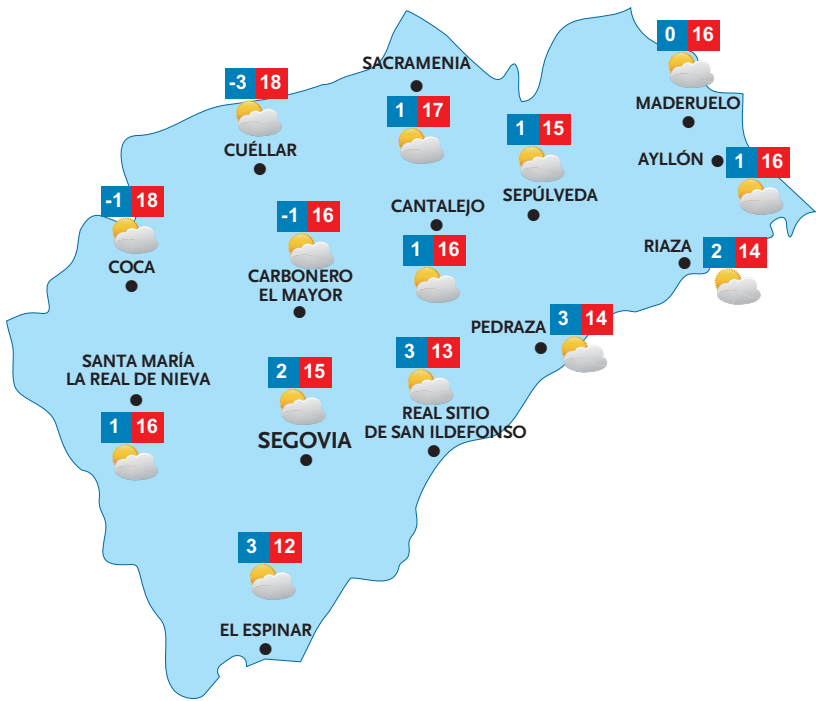 0 16
MADERUELO
SACRAMENIA
1 17
-3 18
CUÉLLAR
1 15
SEPÚLVEDA
AYLLÓN
1 16
-1 18
COCA
-1 16
CARBONERO
EL MAYOR
CANTALEJO
1 16
RIAZA
2 14
PEDRAZA
3 14
SANTA MARÍA
LA REAL DE NIEVA
1 16
2 15
SEGOVIA
3 13
REAL SITIO
DE SAN ILDEFONSO
3 12
EL ESPINAR